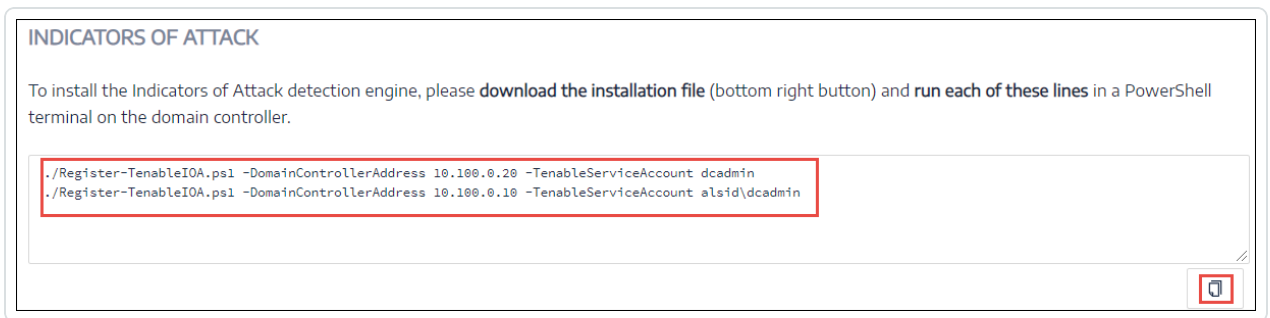 INDICATORS OF ATTACK
To install the Indicators of Attack detection engine, please download the installation file (bottom right button) and run each of these lines in a PowerShell
terminal on the domain controller.
./Register-TenableIOA.ps1 -DomainControllerAddress 10.100.0.20 -TenableServiceAccount dcadmin
./Register-TenableIOA.ps1 -DomainControllerAddress 10.100.0.10 -TenableServiceAccount alsid\dcadmin